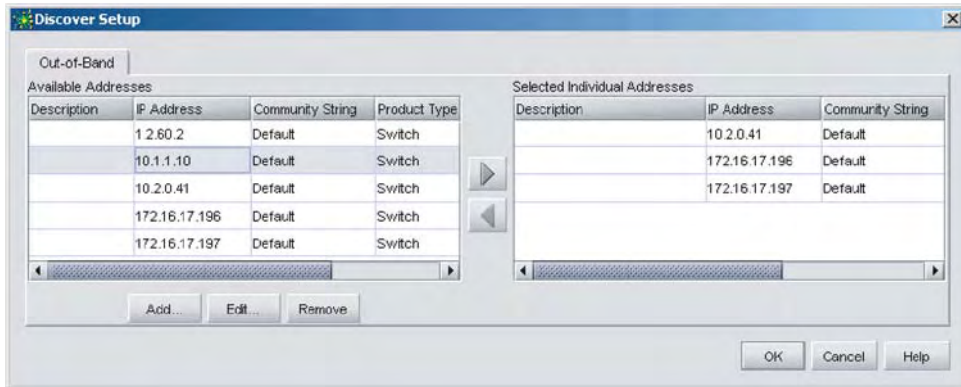 Discover Setup
Out-of-Band
Available Addresses
Description IP Address Community String Product Type
1 2.60.2 Default Switch
10.1.1.10 Default Switch
10.2.0.41 Default Switch
172.16.17.196 Default Switch
172.16.17.197 Default Switch
Add... Edit... Remove
Selected Individual Addresses
Description IP Address Community String
10.2.0.41 Default
172.16.17.196 Default
172.16.17.197 Default
OK Cancel Help